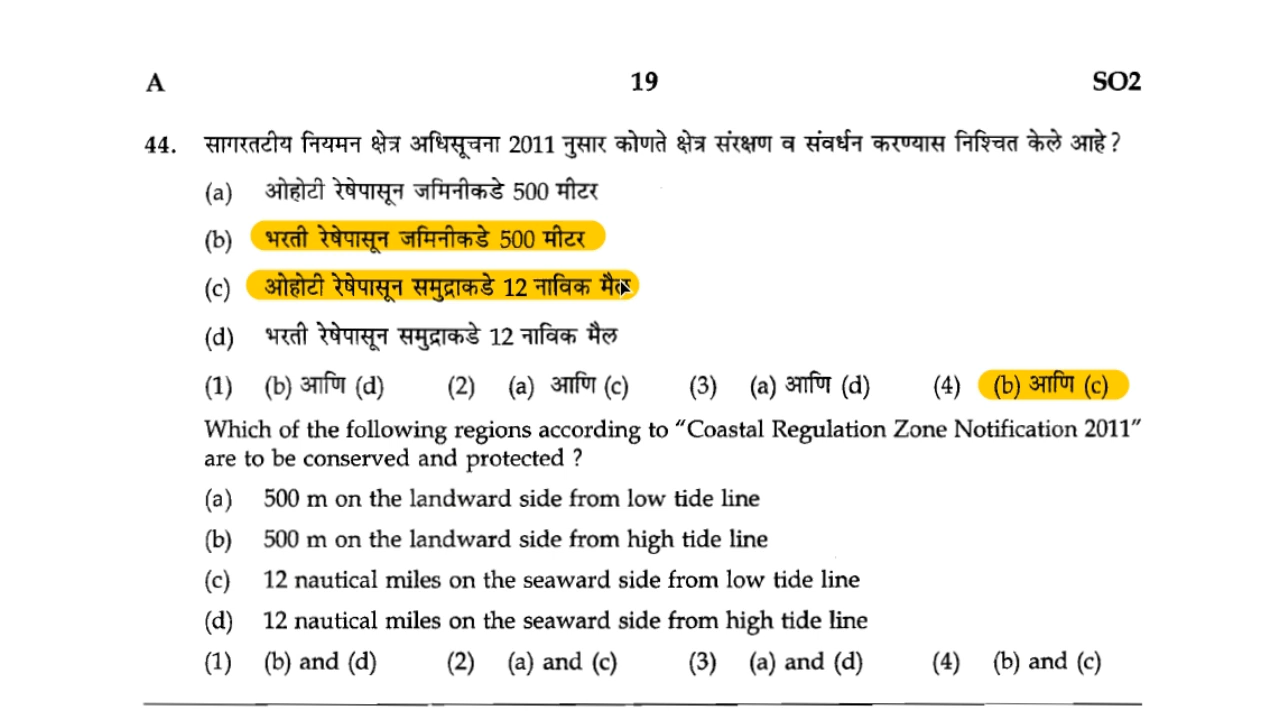 A 19 SO2
44. सागरतटीय नियमन क्षेत्र अधिसूचना 2011 नुसार कोणते क्षेत्र संरक्षण व संवर्धन करण्यास निश्चित केले आहे ?
(a) ओहोटी रेषेपासून जमिनीकडे 500 मीटर
(b) भरती रेषेपासून जमिनीकडे 500 मीटर
(c) ओहोटी रेषेपासून समुद्राकडे 12 नाविक मैल
(d) भरती रेषेपासून समुद्राकडे 12 नाविक मैल
(1) (b) आणि (d) (2) (a) आणि (c) (3) (a) आणि (d) (4) (b) आणि (c)
Which of the following regions according to “Coastal Regulation Zone Notification 2011”
are to be conserved and protected ?
(a) 500 m on the landward side from low tide line
(b) 500 m on the landward side from high tide line
(c) 12 nautical miles on the seaward side from low tide line
(d) 12 nautical miles on the seaward side from high tide line
(1) (b) and (d) (2) (a) and (c) (3) (a) and (d) (4) (b) and (c)